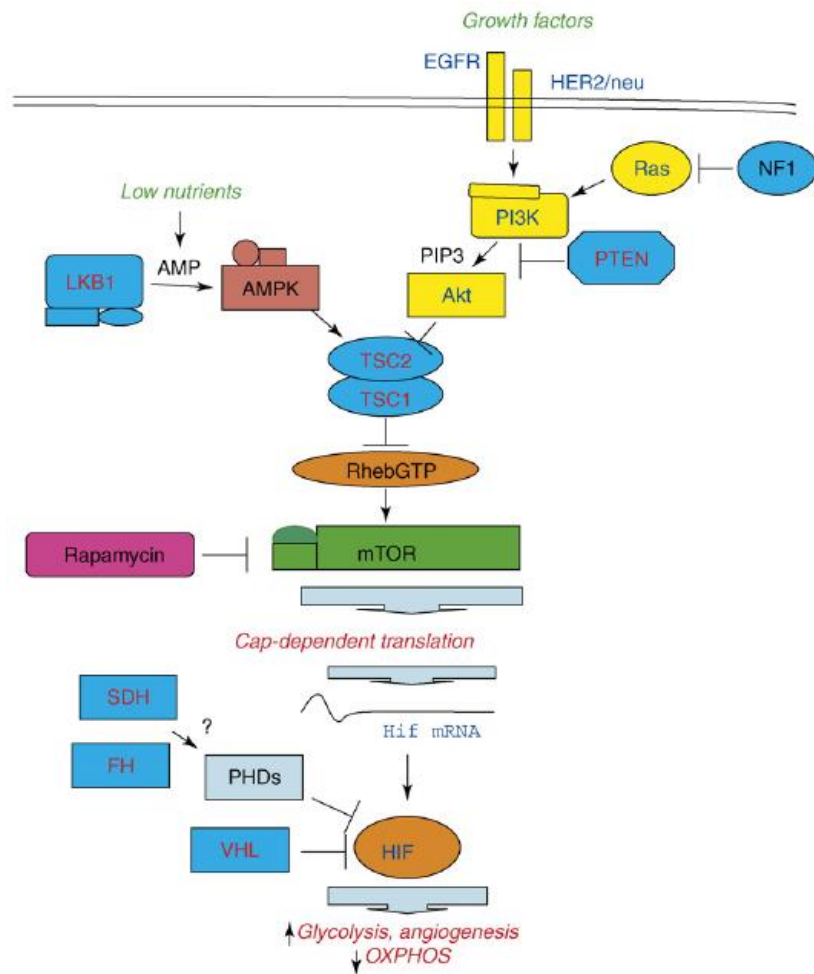 Growth factors
EGFR
HER2/neu
Ras
NF1
Low nutrients
PI3K
LKB1
AMP
AMPK
PIP3
PTEN
Akt
TSC2
TSC1
RhebGTP
Rapamycin
mTOR
Cap-dependent translation
SDH
?
Hif mRNA
FH
PHDs
VHL
HIF
Glycolysis, angiogenesis
OXPHOS